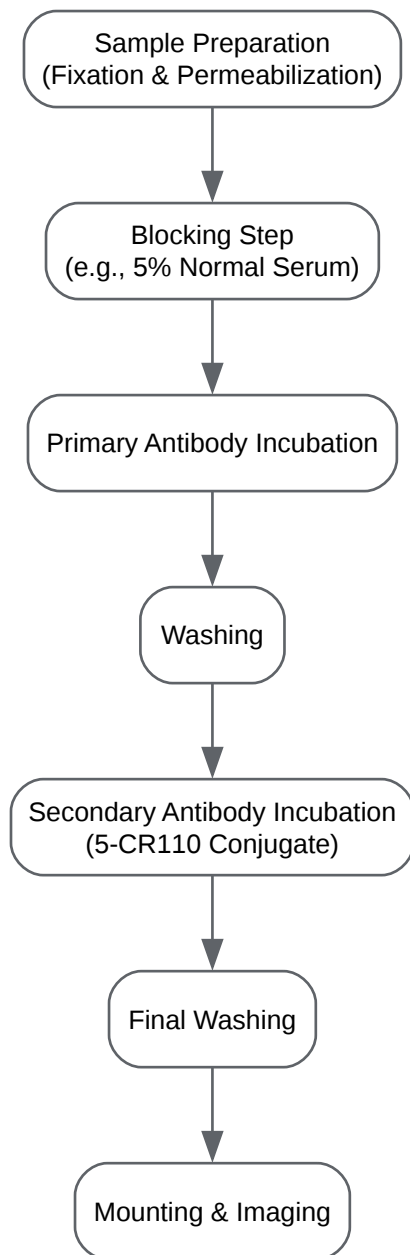 Sample Preparation
(Fixation & Permeabilization)
Blocking Step
(e.g., 5% Normal Serum)
Primary Antibody Incubation
Washing
Secondary Antibody Incubation
(5-CR110 Conjugate)
Final Washing
Mounting & Imaging